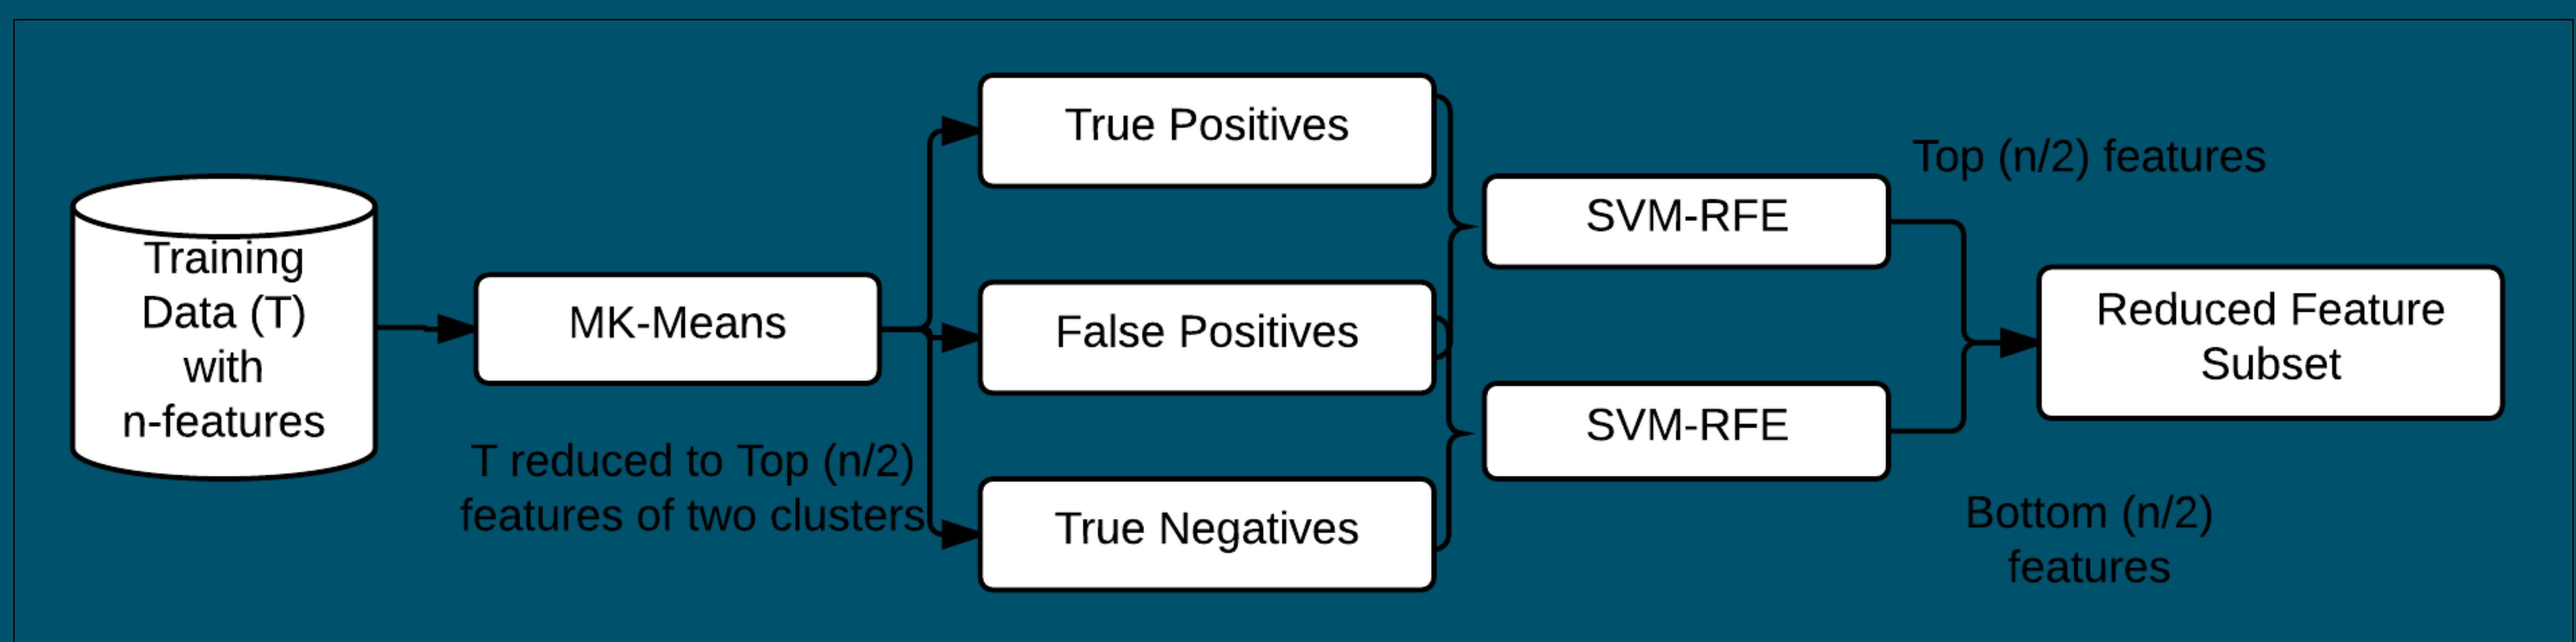 Training
Data (T)
with
n-features
MK-Means
T reduced to Top (n/2)
features of two clusters
True Positives
False Positives
True Negatives
SVM-RFE
SVM-RFE
Top (n/2) features
Bottom (n/2)
features
Reduced Feature
Subset